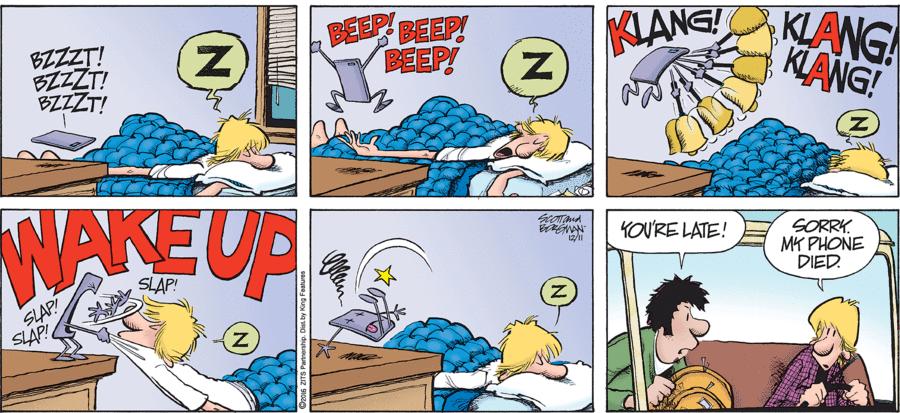 BZZZT!
BZZZT!
BZZZT!
Z
BEEP! BEEP!
BEEP!
Z
KLANG!
KLANG!
KLANG!
Z
WAKE UP
SLAP!
SLAP!
SLAP!
Z
©2016 ZITS Partnership. Dist. by King Features
SCOTT and
BORGMAN
12/11
Z
YOU'RE LATE!
SORRY.
MY PHONE
DIED.